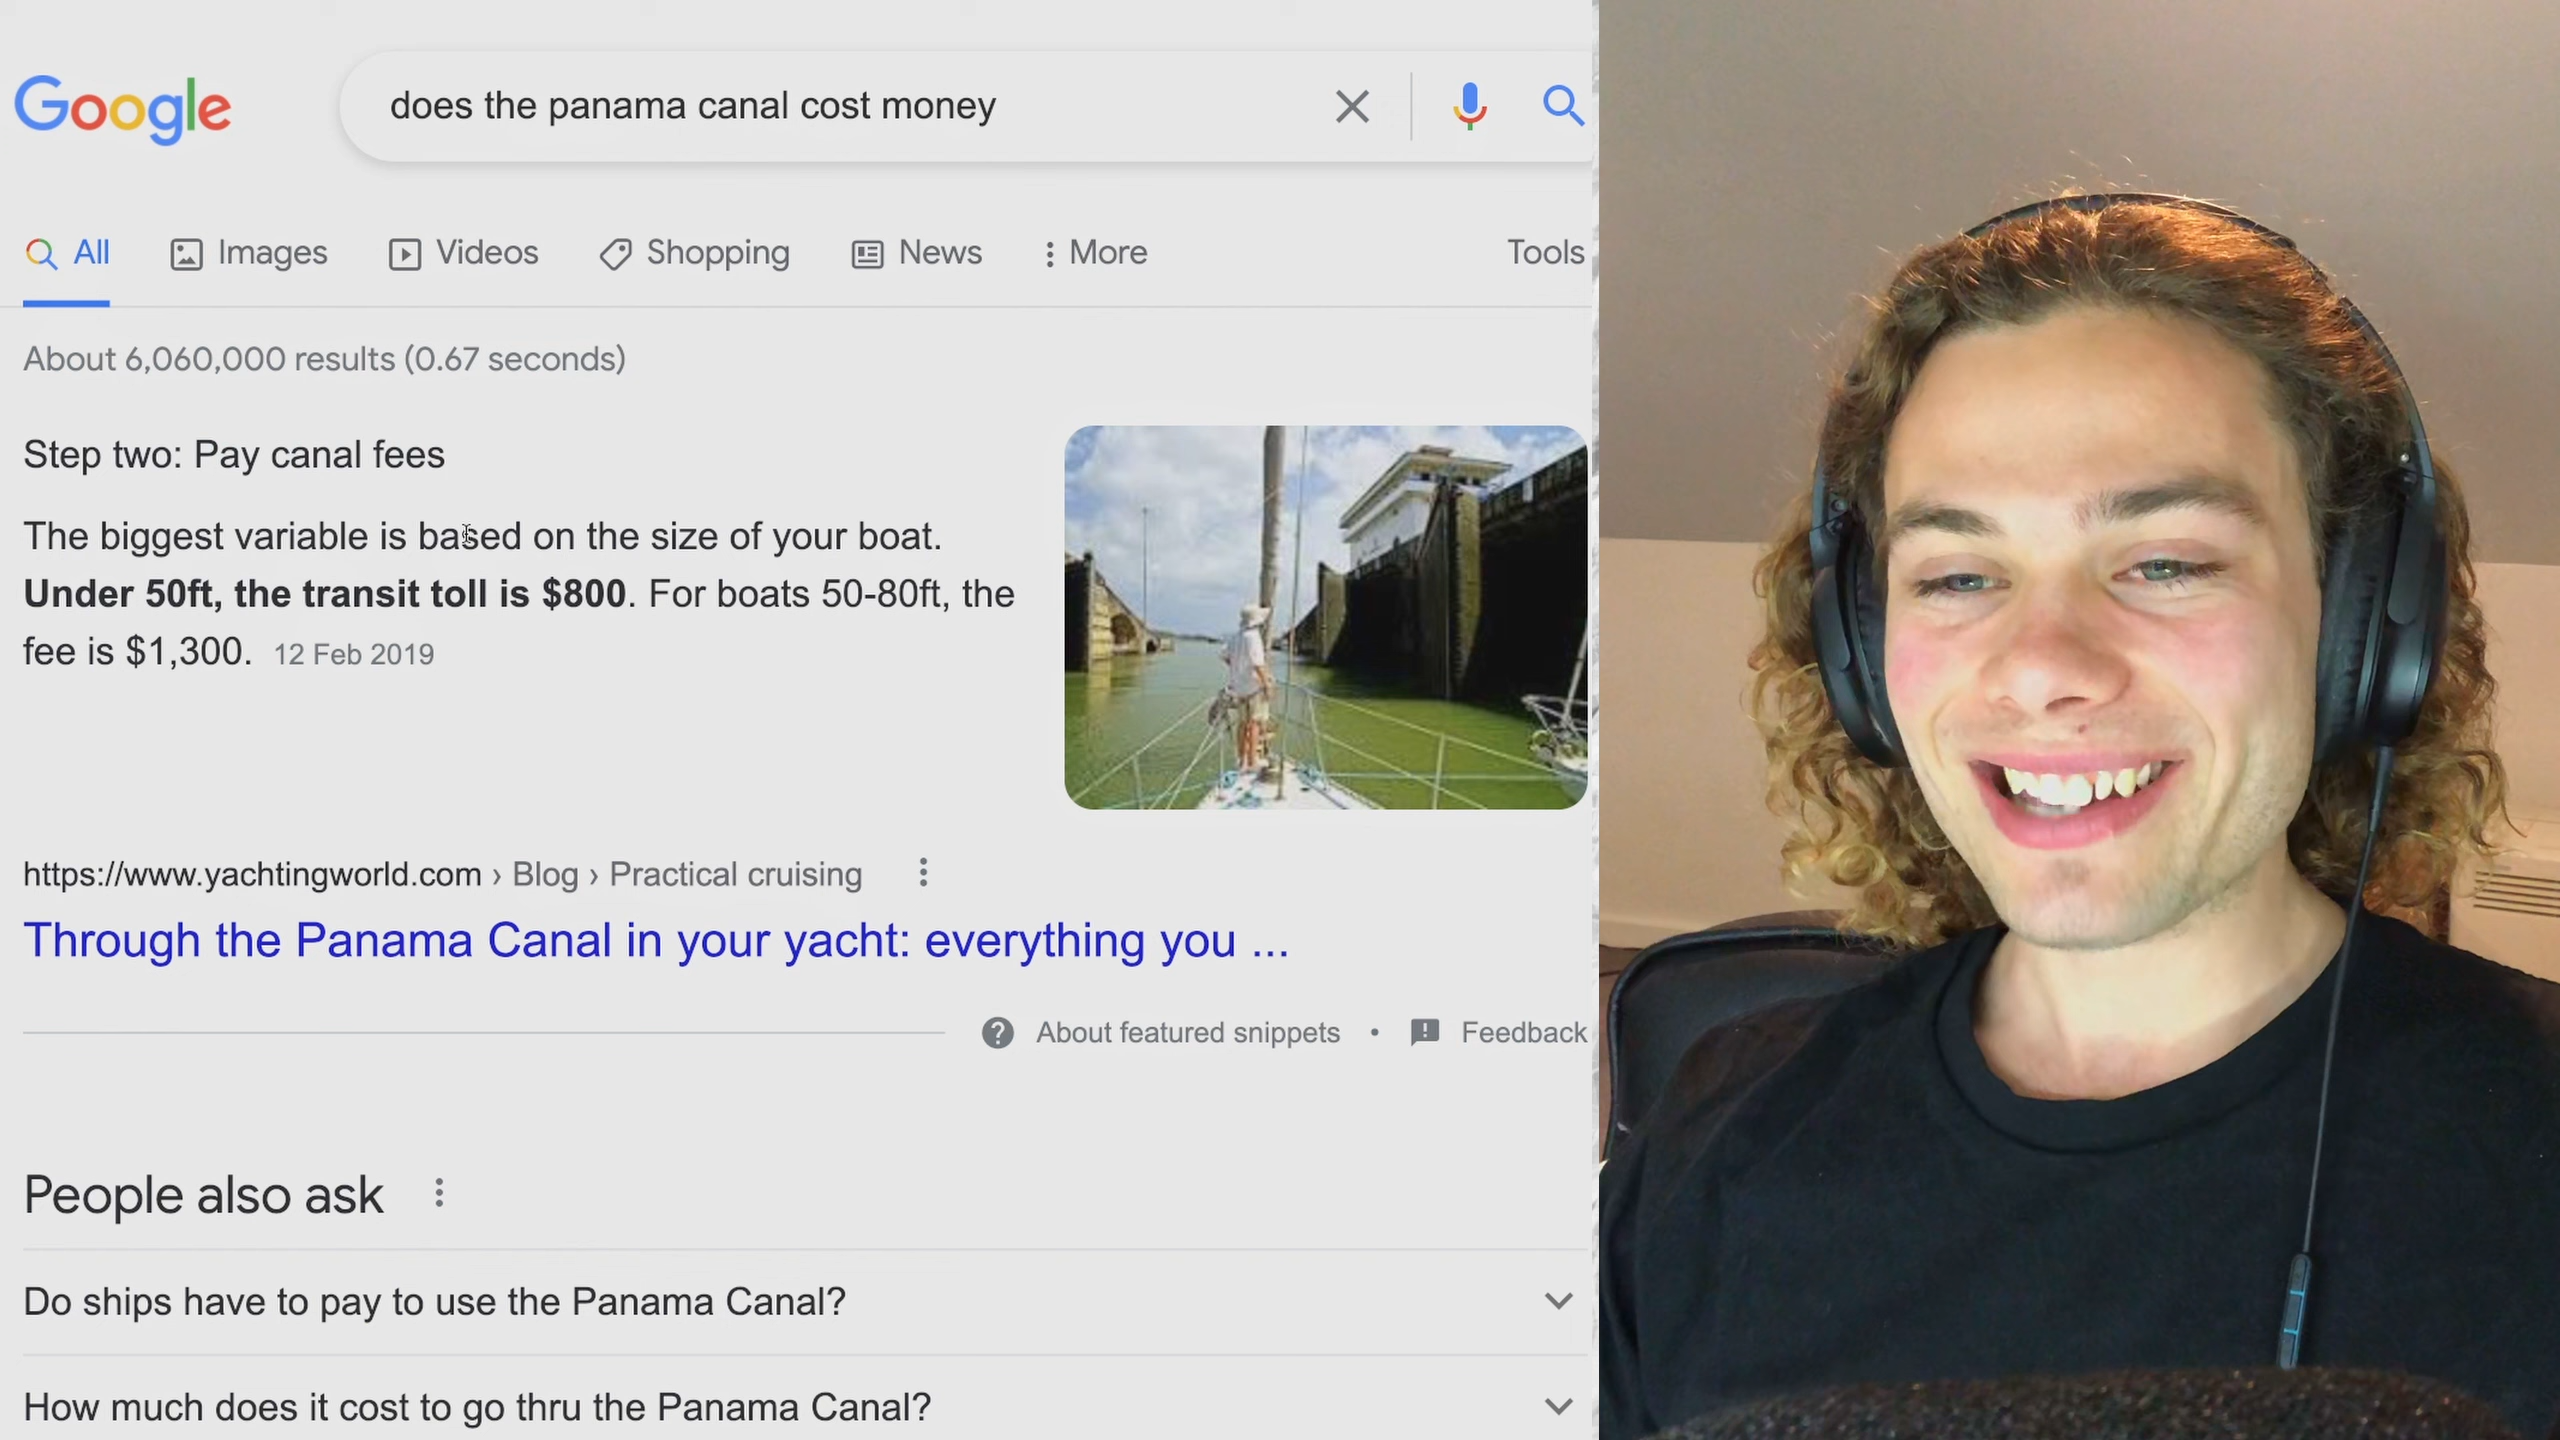 Google
does the panama canal cost money
All
Images
Videos
Shopping
News
More
Tools
About 6,060,000 results (0.67 seconds)
Step two: Pay canal fees
The biggest variable is based on the size of your boat.
Under 50ft, the transit toll is $800. For boats 50-80ft, the
fee is $1,300. 12 Feb 2019
https://www.yachtingworld.com › Blog › Practical cruising
Through the Panama Canal in your yacht: everything you ...
About featured snippets • Feedback
People also ask
Do ships have to pay to use the Panama Canal?
How much does it cost to go thru the Panama Canal?